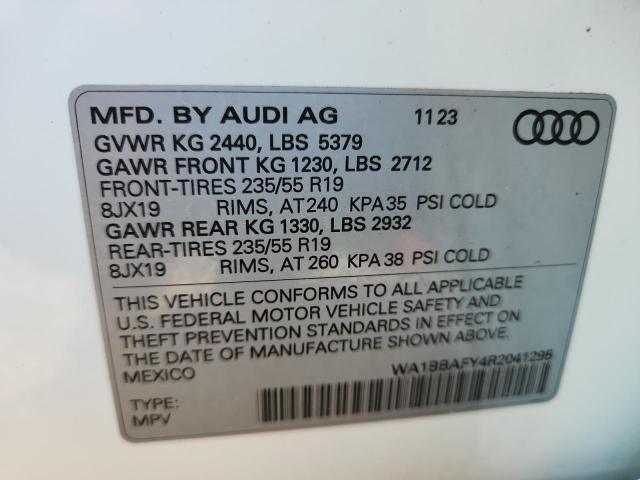 MFD. BY AUDI AG 11 23
GVWR KG 2440, LBS 5379
GAWR FRONT KG 1230, LBS 2712
FRONT-TIRES 235/55 R19
8JX19 RIMS, AT 240 KPA 35 PSI COLD
GAWR REAR KG 1330, LBS 2932
REAR-TIRES 235/55 R19
8JX19 RIMS, AT 260 KPA 38 PSI COLD
THIS VEHICLE CONFORMS TO ALL APPLICABLE
U.S. FEDERAL MOTOR VEHICLE SAFETY AND
THEFT PREVENTION STANDARDS IN EFFECT ON
THE DATE OF MANUFACTURE SHOWN ABOVE.
MEXICO WA1BBAFY4R2041295
TYPE:
MPV